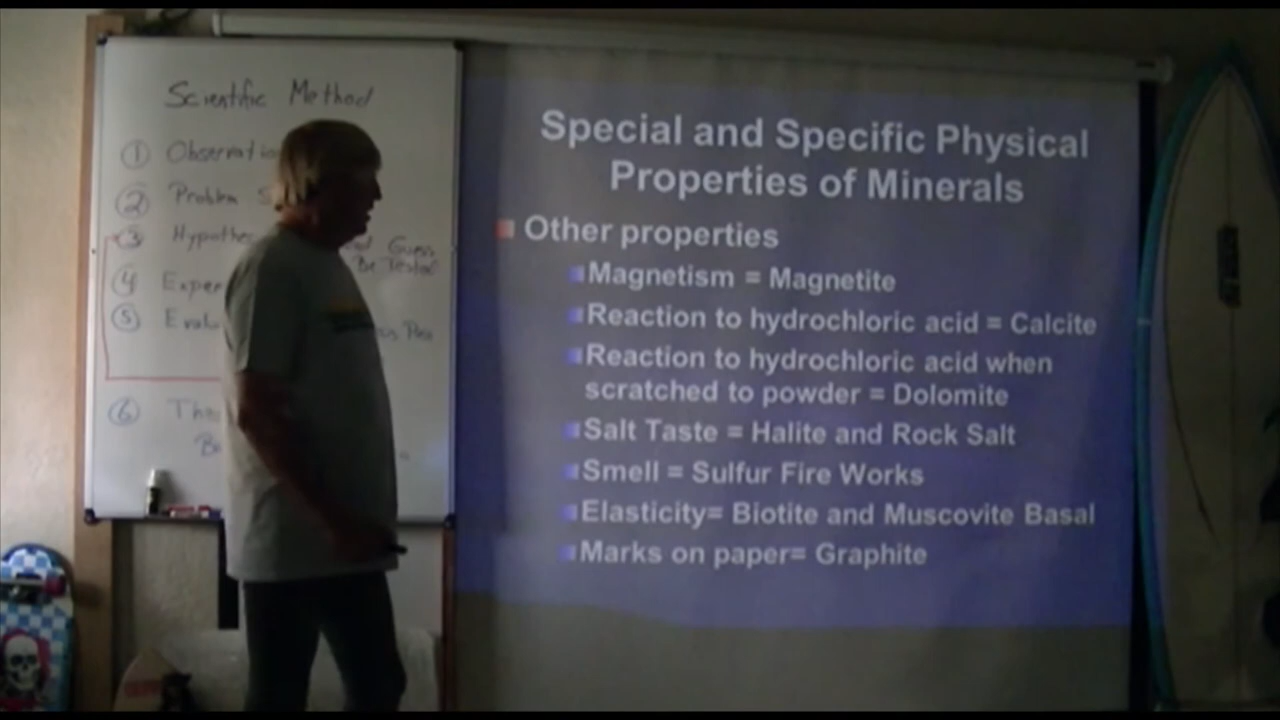 Scientific Method
① Observatio
② Problem S
③ Hypothe
Guess
Be Tested
④ Exper
⑤ Evalu
⑥ The
Special and Specific Physical
Properties of Minerals
Other properties
Magnetism = Magnetite
Reaction to hydrochloric acid = Calcite
Reaction to hydrochloric acid when
scratched to powder = Dolomite
Salt Taste = Halite and Rock Salt
Smell = Sulfur Fire Works
Elasticity= Biotite and Muscovite Basal
Marks on paper= Graphite